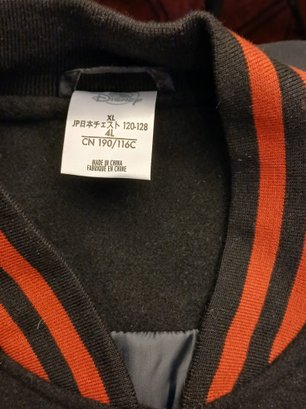 Disney
XL
JP日本チェスト 120-128
4L
CN 190/116C
MADE IN CHINA
FABRIQUÉ EN CHINE